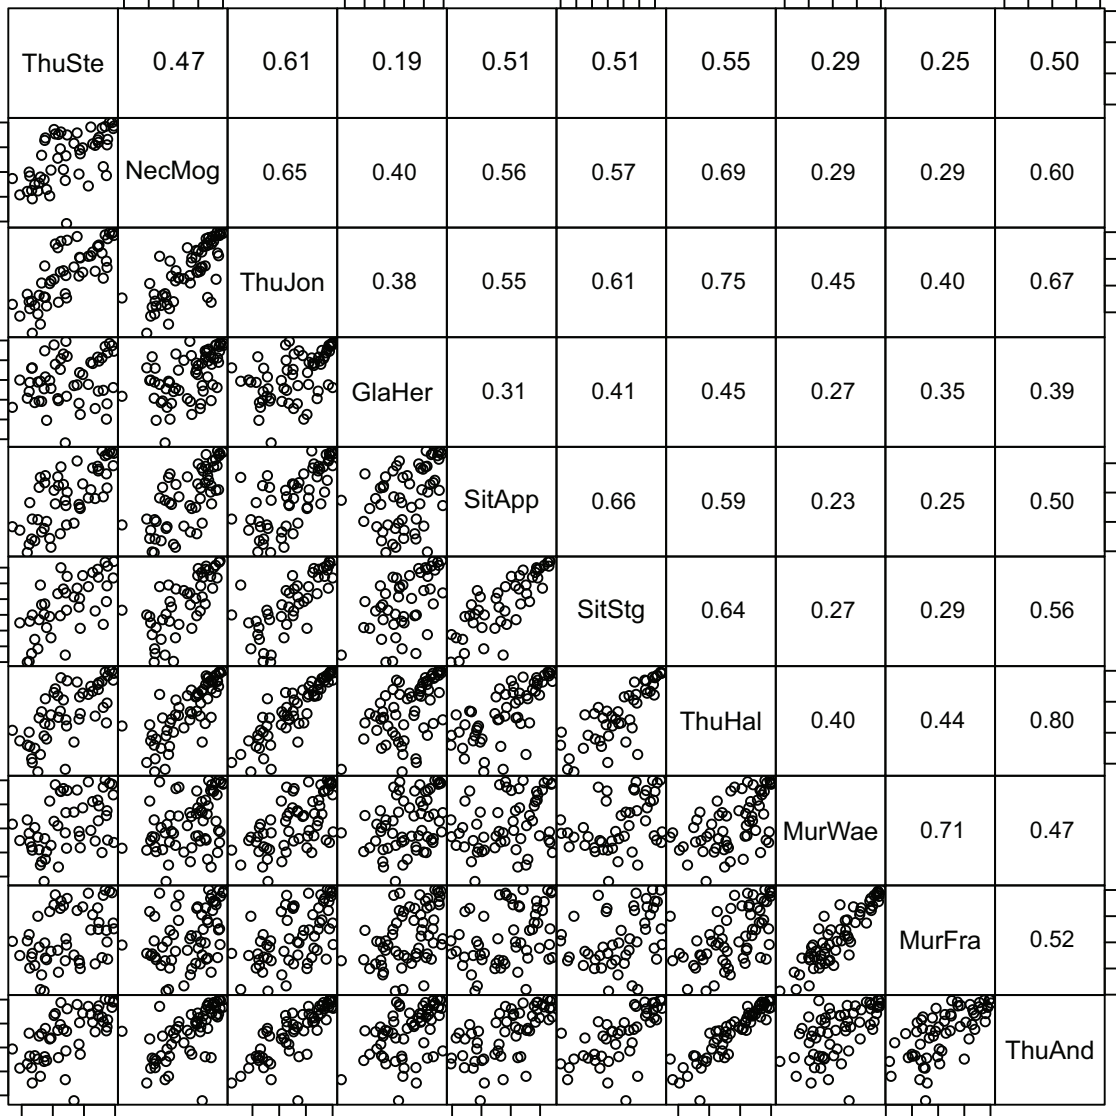 ThuSte 0.47 0.61 0.19 0.51 0.51 0.55 0.29 0.25 0.50
NecMog 0.65 0.40 0.56 0.57 0.69 0.29 0.29 0.60
ThuJon 0.38 0.55 0.61 0.75 0.45 0.40 0.67
GlaHer 0.31 0.41 0.45 0.27 0.35 0.39
SitApp 0.66 0.59 0.23 0.25 0.50
SitStg 0.64 0.27 0.29 0.56
ThuHal 0.40 0.44 0.80
MurWae 0.71 0.47
MurFra 0.52
ThuAnd